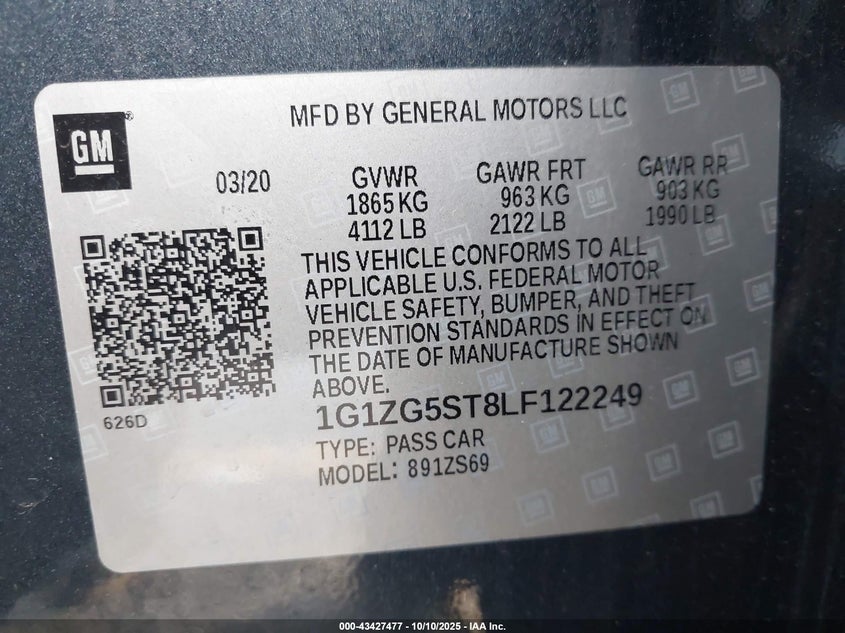 MFD BY GENERAL MOTORS LLC
GM®
03/20
GVWR
1865 KG
4112 LB
GAWR FRT
963 KG
2122 LB
GAWR RR
903 KG
1990 LB
THIS VEHICLE CONFORMS TO ALL
APPLICABLE U.S. FEDERAL MOTOR
VEHICLE SAFETY, BUMPER, AND THEFT
PREVENTION STANDARDS IN EFFECT ON
THE DATE OF MANUFACTURE SHOWN
ABOVE.
626D
1G1ZG5ST8LF122249
TYPE: PASS CAR
MODEL: 891ZS69
000-43427477 - 10/10/2025 - IAA Holdings, LLC.